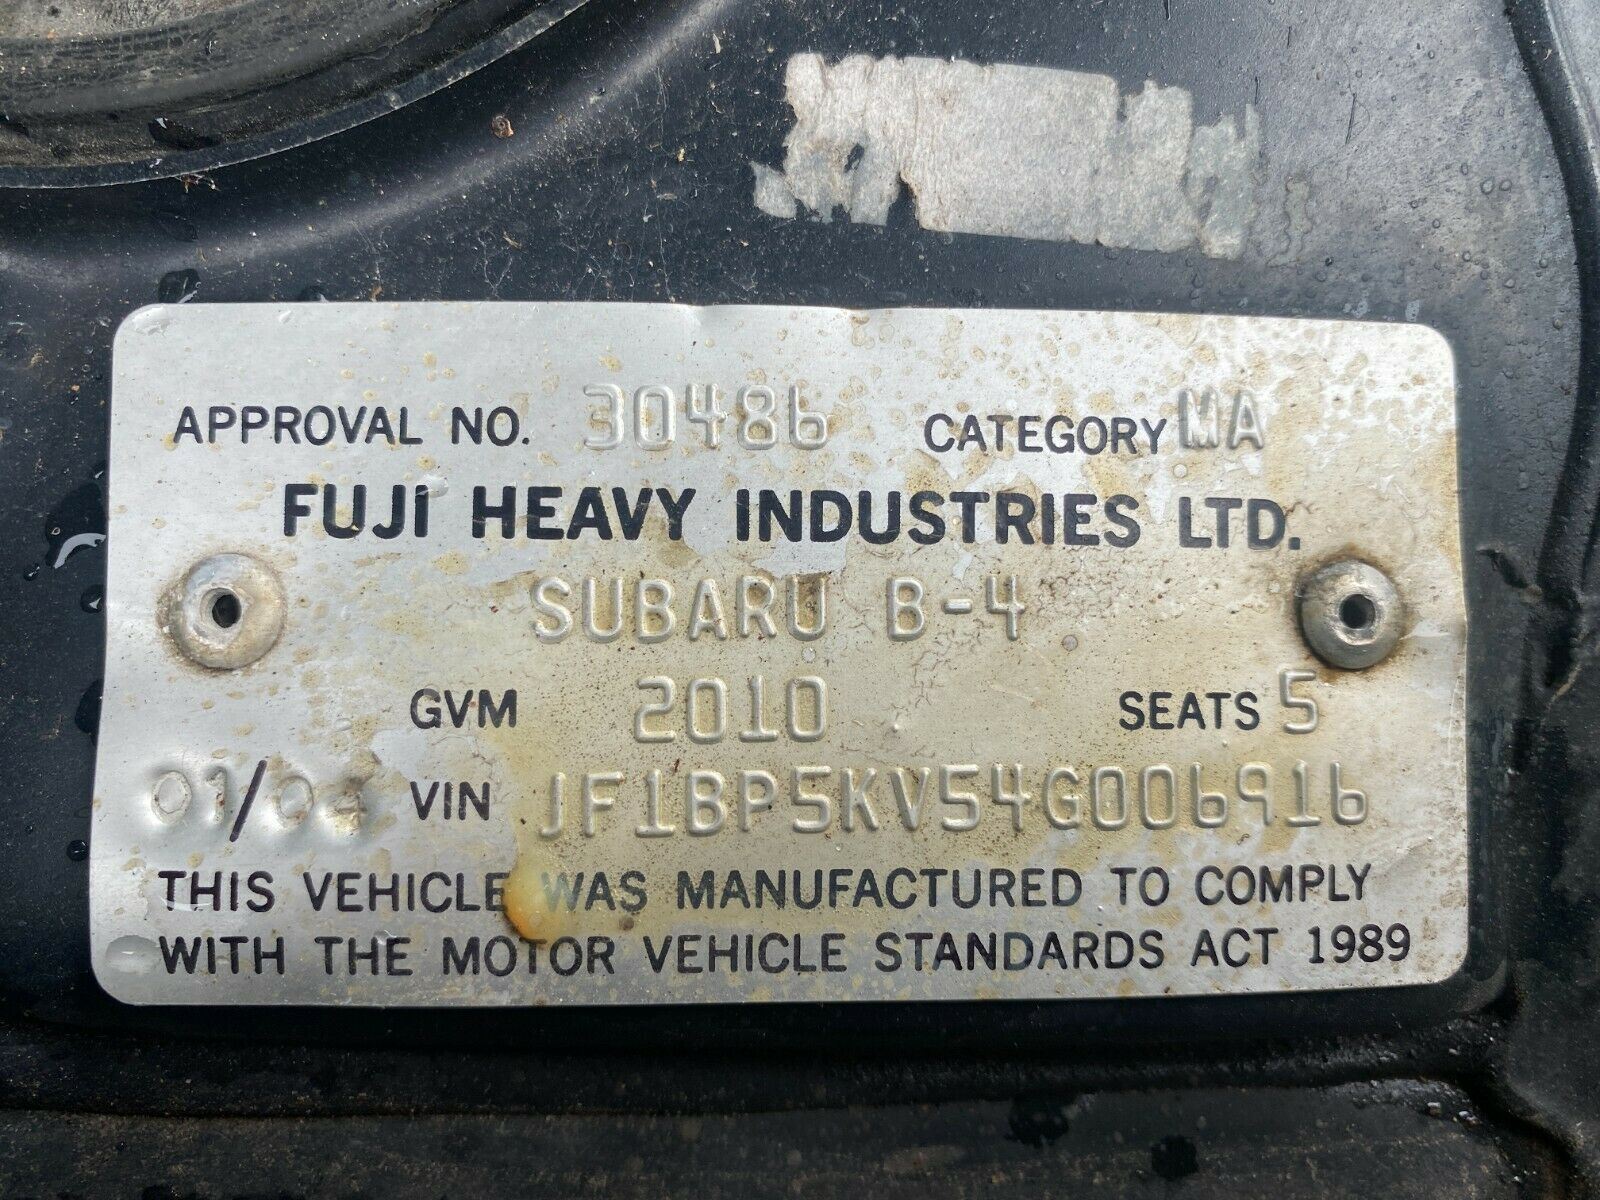 APPROVAL NO. 30486 CATEGORY MA
FUJI HEAVY INDUSTRIES LTD.
SUBARU B-4
GVM 2010 SEATS 5
01/04 VIN JF1BP5KV54G006916
THIS VEHICLE WAS MANUFACTURED TO COMPLY
WITH THE MOTOR VEHICLE STANDARDS ACT 1989